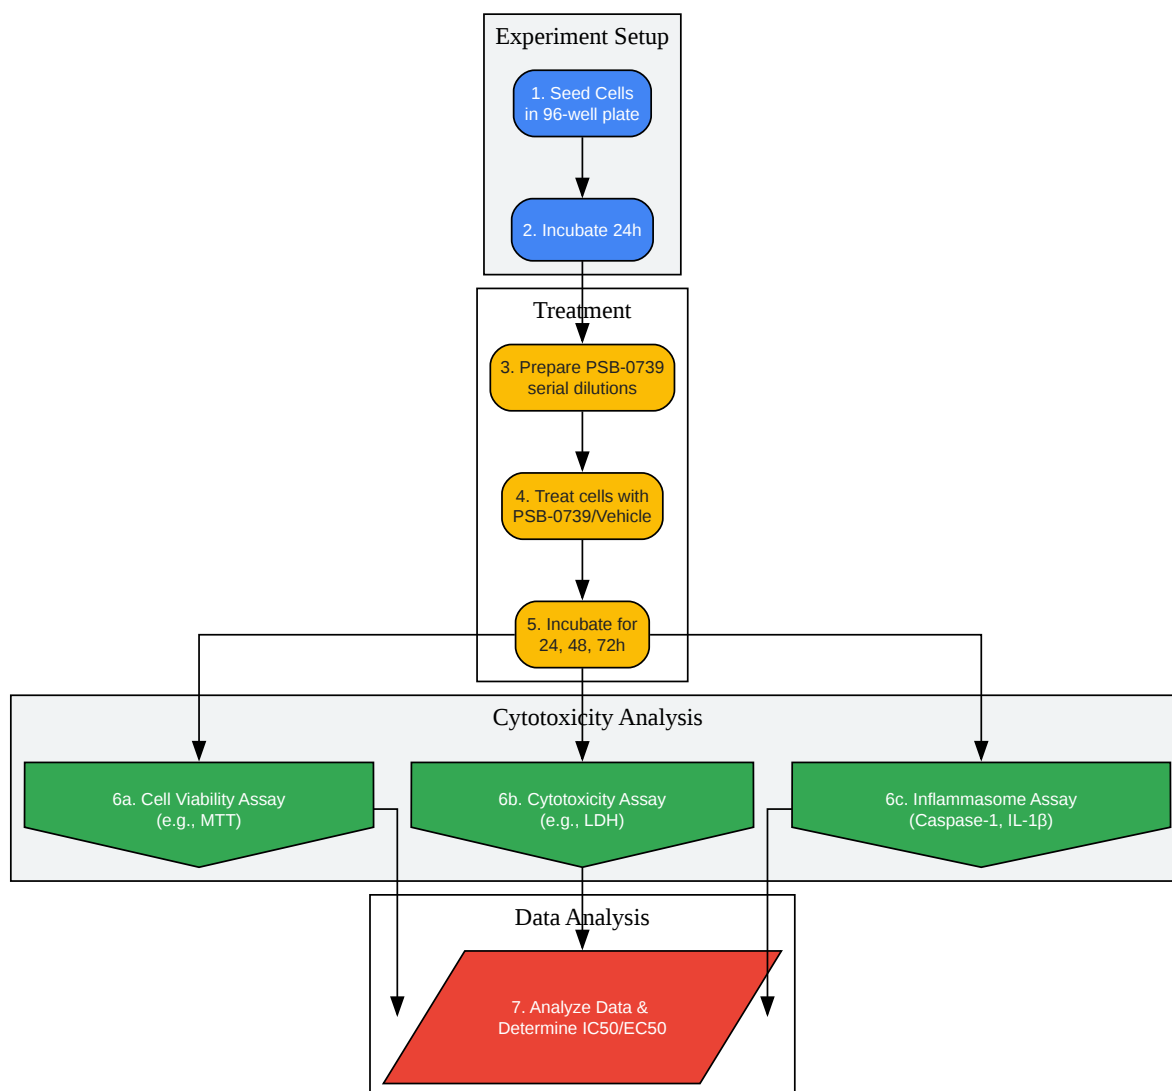 Experiment Setup
1. Seed Cells
in 96-well plate
2. Incubate 24h
Treatment
3. Prepare PSB-0739
serial dilutions
4. Treat cells with
PSB-0739/Vehicle
5. Incubate for
24, 48, 72h
Cytotoxicity Analysis
6a. Cell Viability Assay
(e.g., MTT)
6b. Cytotoxicity Assay
(e.g., LDH)
6c. Inflammasome Assay
(Caspase-1, IL-1β)
Data Analysis
7. Analyze Data &
Determine IC50/EC50